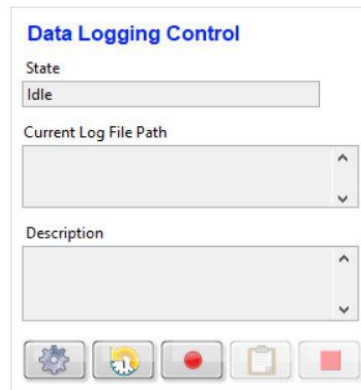 Data Logging Control
State
Idle
Current Log File Path
Description